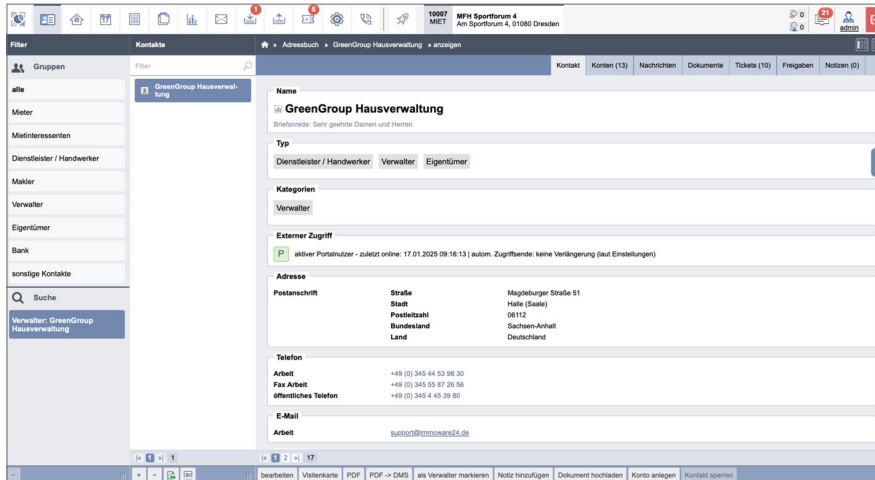 1
5
10007
MIET
MFH Sportforum 4
Am Sportforum 4, 01080 Dresden
0
0
21
admin
Filter
Kontakte
» Adressbuch » GreenGroup Hausverwaltung » anzeigen
Gruppen
Filter
Kontakt Konten (13) Nachrichten Dokumente Tickets (10) Freigaben Notizen (0)
alle
Mieter
Mietinteressenten
Dienstleister / Handwerker
Makler
Verwalter
Eigentümer
Bank
sonstige Kontakte
Suche
Verwalter: GreenGroup
Hausverwaltung
GreenGroup Hausverwal-
tung
Name
GreenGroup Hausverwaltung
Briefanrede: Sehr geehrte Damen und Herren
Typ
Dienstleister / Handwerker Verwalter Eigentümer
Kategorien
Verwalter
Externer Zugriff
P aktiver Portalnutzer - zuletzt online: 17.01.2025 09:16:13 | autom. Zugriffsende: keine Verlängerung (laut Einstellungen)
Adresse
Postanschrift Straße Magdeburger Straße 51
Stadt Halle (Saale)
Postleitzahl 06112
Bundesland Sachsen-Anhalt
Land Deutschland
Telefon
Arbeit +49 (0) 345 44 53 98 30
Fax Arbeit +49 (0) 345 55 87 26 56
öffentliches Telefon +49 (0) 345 4 45 39 80
E-Mail
Arbeit support@immoware24.de
1 1
1 2 17
- + -
bearbeiten Visitenkarte PDF PDF -> DMS als Verwalter markieren Notiz hinzufügen Dokument hochladen Konto anlegen Kontakt sperren